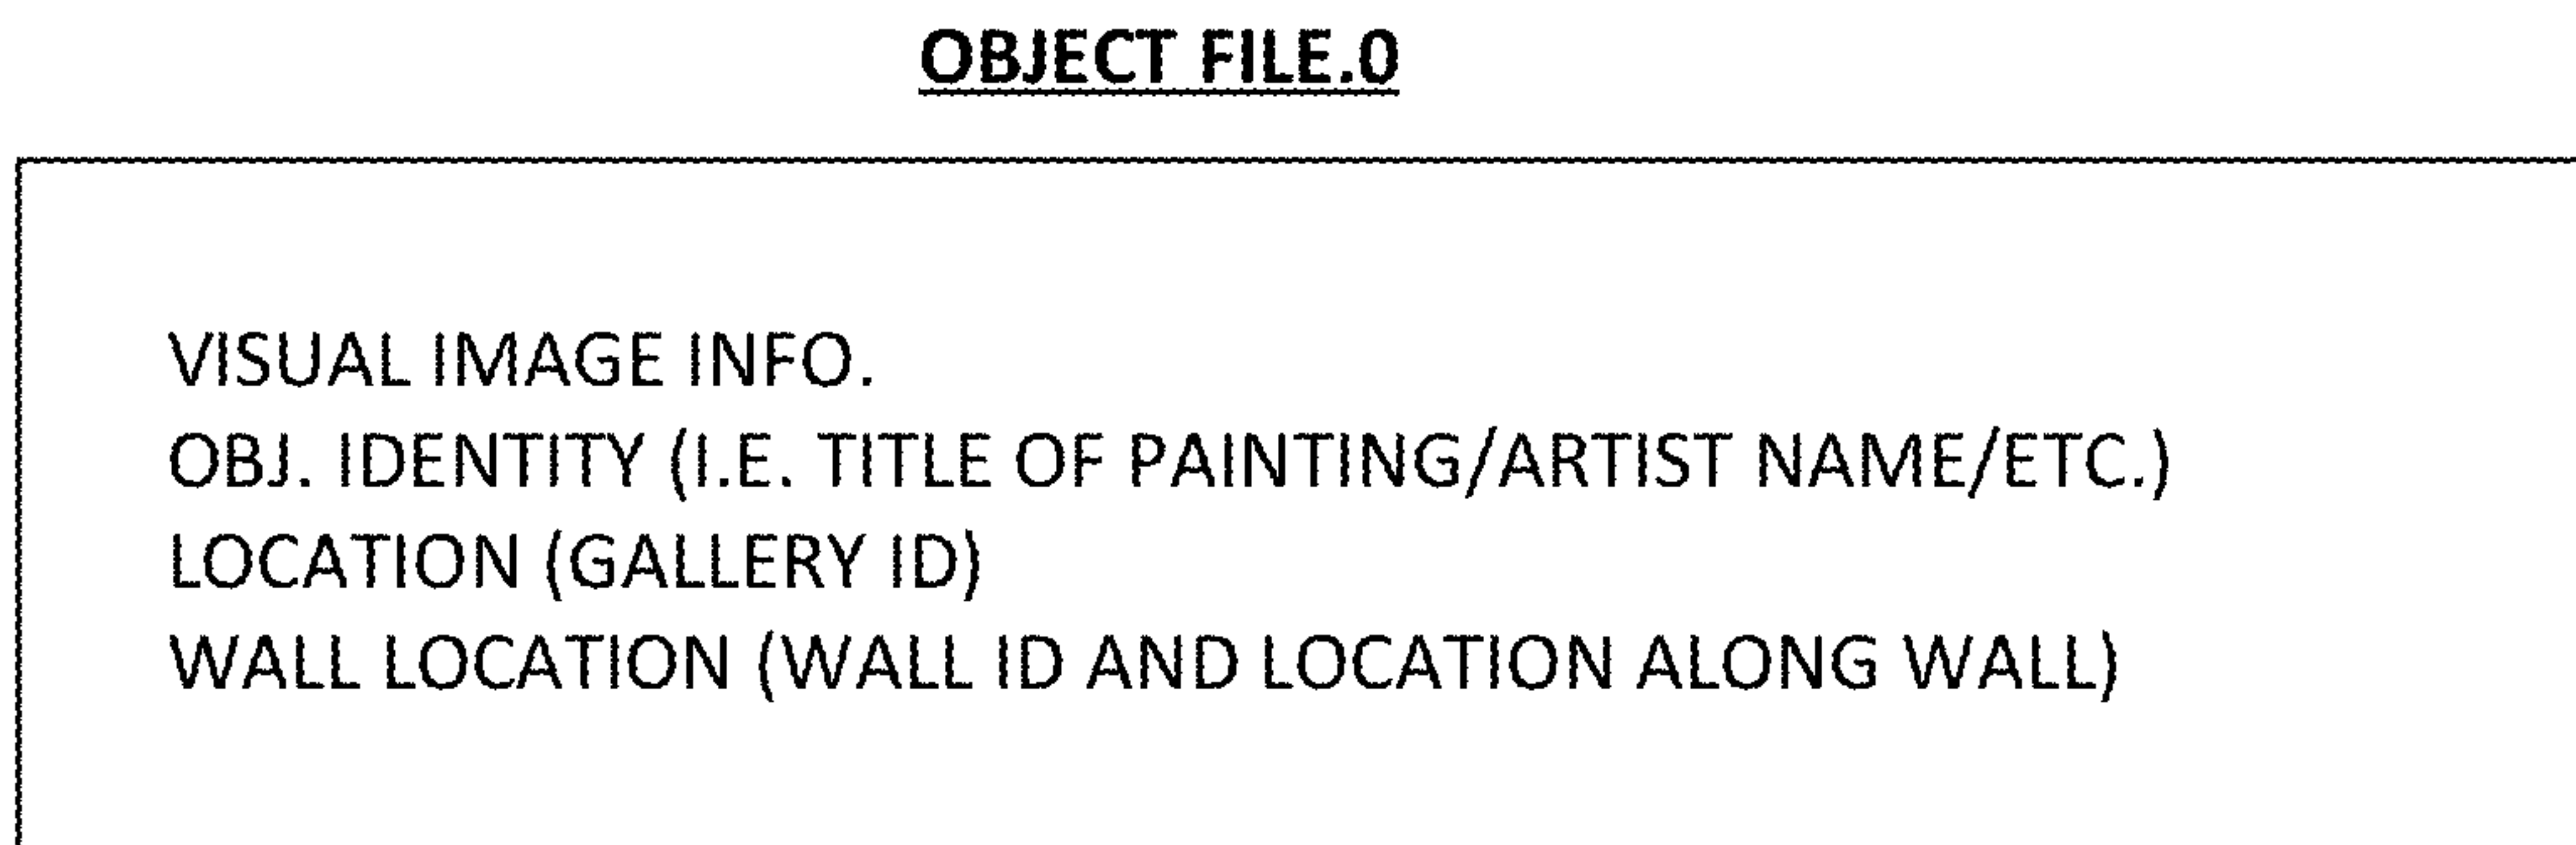 OBJECT FILE.0
VISUAL IMAGE INFO.
OBJ. IDENTITY (I.E. TITLE OF PAINTING/ARTIST NAME/ETC.)
LOCATION (GALLERY ID)
WALL LOCATION (WALL ID AND LOCATION ALONG WALL)